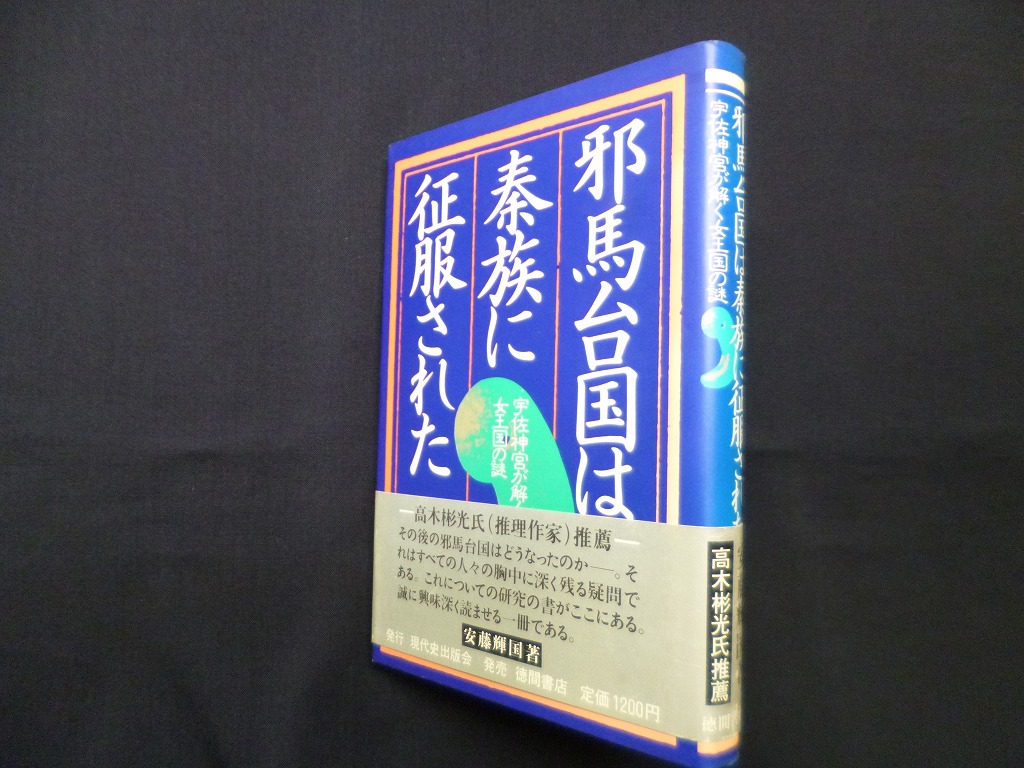 邪馬台国は
秦族に
征服された
宇佐神宮が解く
女王国の謎
―高木彬光氏(推理作家)推薦―
その後の邪馬台国はどうなったのか――。そ
れはすべての人々の胸中に深く残る疑問で
ある。これについての研究の書がここにある。
誠に興味深く読ませる一冊である。
安藤輝国著
発行 現代史出版会 発売 徳間書店 定価1200円
邪馬台国は秦族に征服され
宇佐神宮が解く女王国の謎
高木彬光氏推薦
徳間